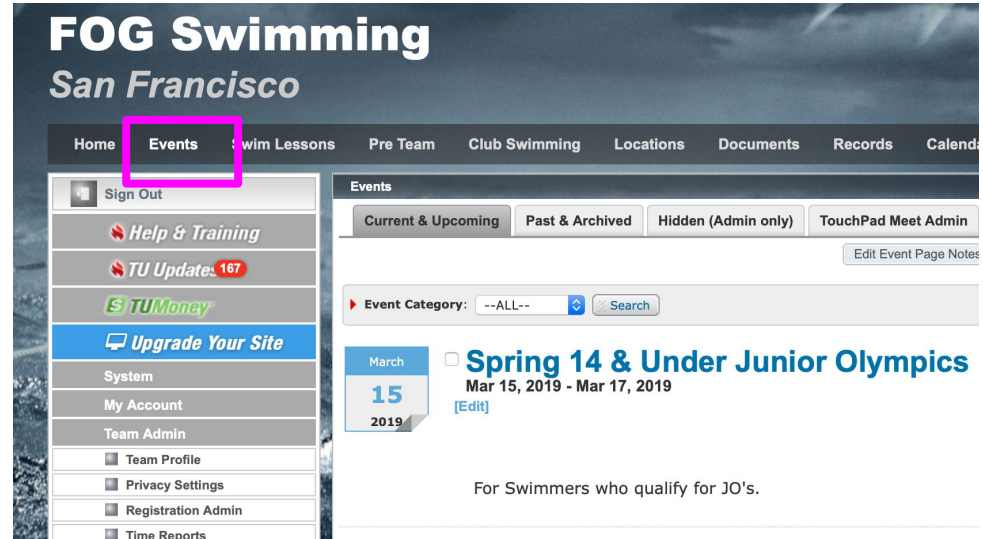 FOG Swimming
San Francisco
Home Events Swim Lessons Pre Team Club Swimming Locations Documents Records
Sign Out
Help & Training
TU Updates 167
TUMoney
Upgrade Your Site
System
My Account
Team Admin
Team Profile
Privacy Settings
Registration Admin
Time Reports
Events
Current & Upcoming Past & Archived Hidden (Admin only) TouchPad Meet Admin
Edit Event Page Notes
Event Category: --ALL-- Search
March
15
2019
Spring 14 & Under Junior Olympics
Mar 15, 2019 - Mar 17, 2019
[Edit]
For Swimmers who qualify for JO's.